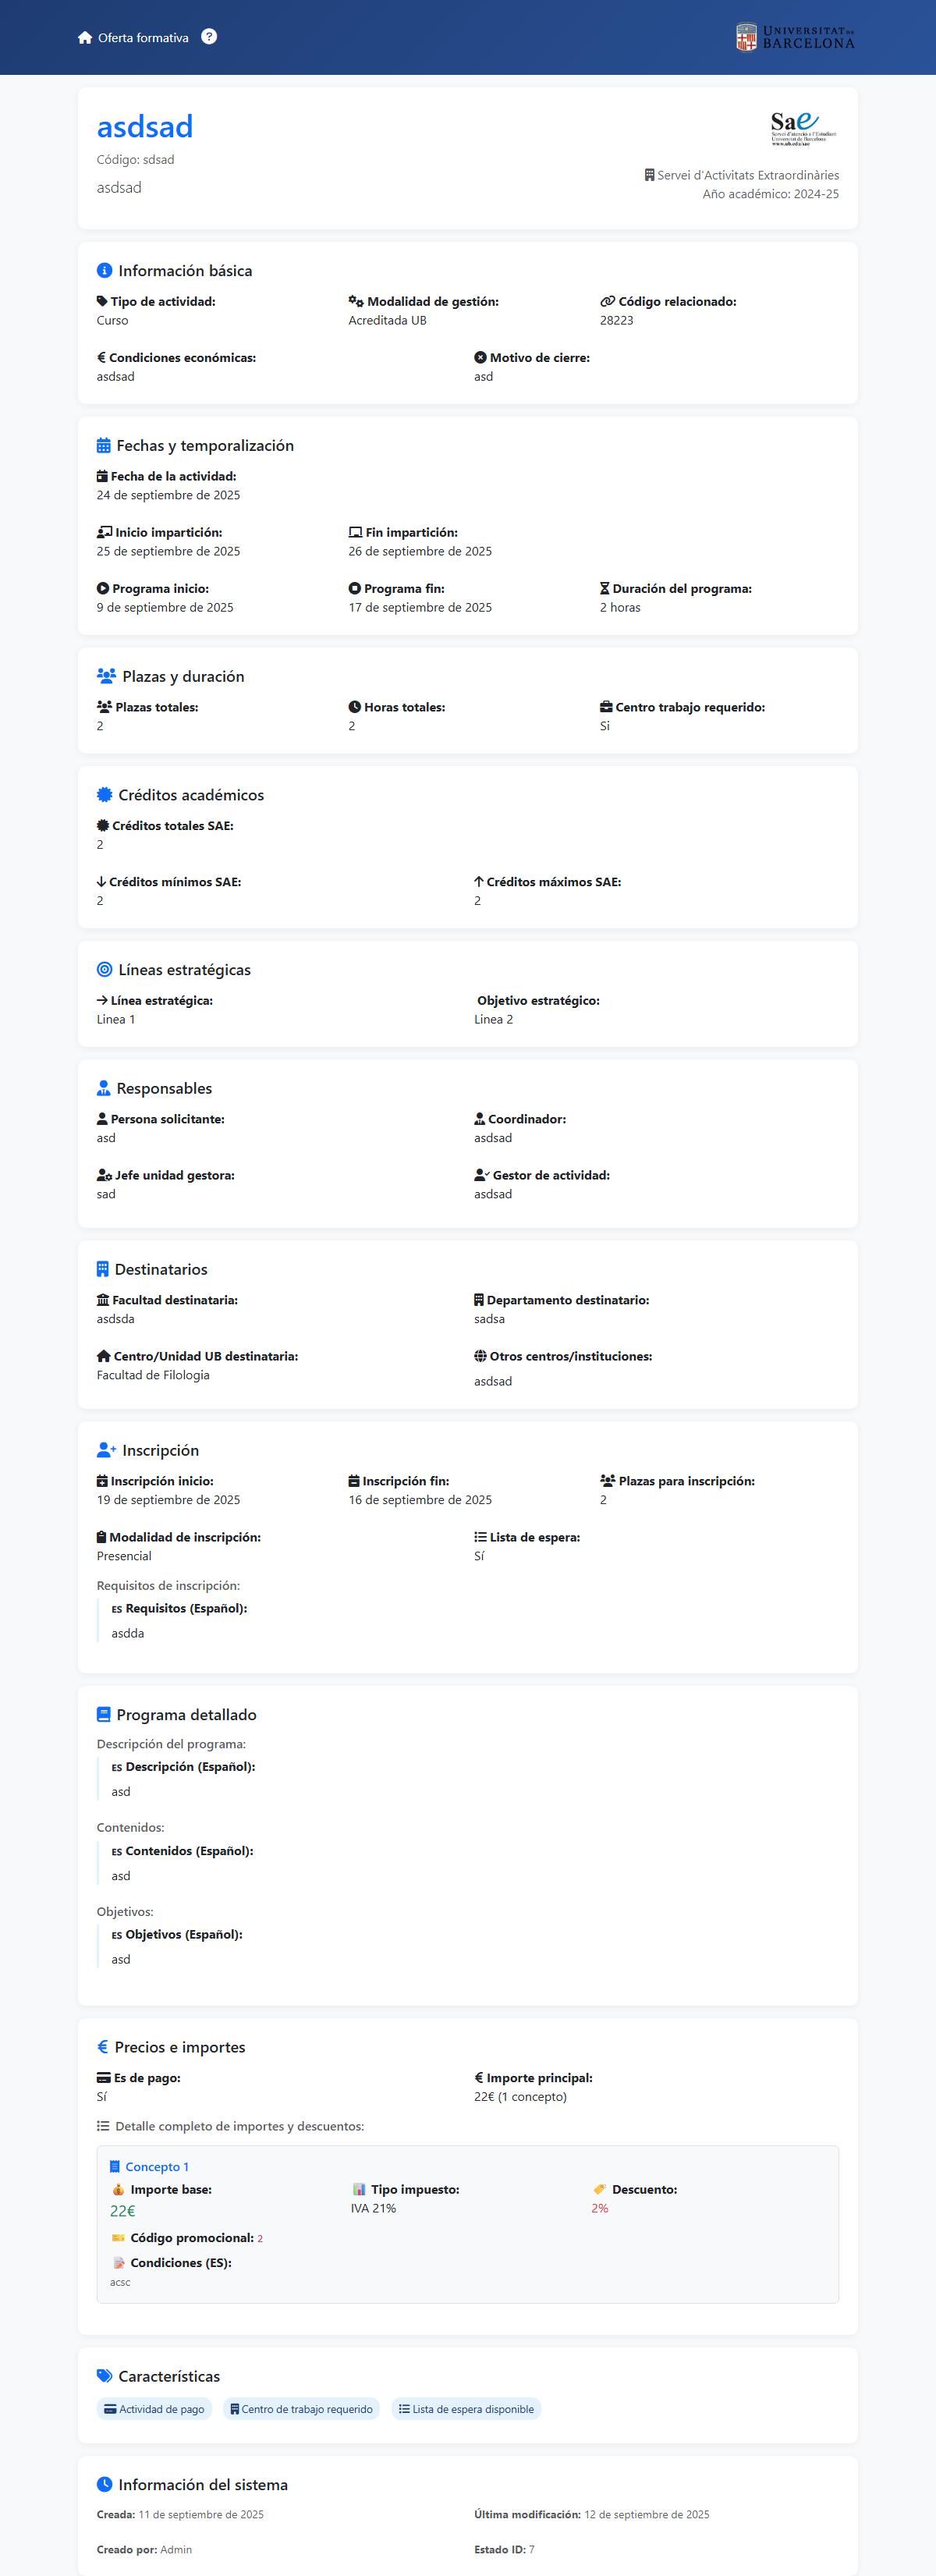 Oferta formativa ?
UNIVERSITAT DE
BARCELONA
asdsad
Código: sdsad
asdsad
Sae
Servei d'atenció a l'Estudiant
Universitat de Barcelona
www.ub.edu/sae
Servei d'Activitats Extraordinàries
Año académico: 2024-25
Información básica
Tipo de actividad: Modalidad de gestión: Código relacionado:
Curso Acreditada UB 28223
Condiciones económicas: Motivo de cierre:
asdsad asd
Fechas y temporalización
Fecha de la actividad:
24 de septiembre de 2025
Inicio impartición: Fin impartición:
25 de septiembre de 2025 26 de septiembre de 2025
Programa inicio: Programa fin: Duración del programa:
9 de septiembre de 2025 17 de septiembre de 2025 2 horas
Plazas y duración
Plazas totales: Horas totales: Centro trabajo requerido:
2 2 Si
Créditos académicos
Créditos totales SAE:
2
Créditos mínimos SAE: Créditos máximos SAE:
2 2
Líneas estratégicas
Línea estratégica: Objetivo estratégico:
Linea 1 Linea 2
Responsables
Persona solicitante: Coordinador:
asd asdsad
Jefe unidad gestora: Gestor de actividad:
sad asdsad
Destinatarios
Facultad destinataria: Departamento destinatario:
asdsda sadsa
Centro/Unidad UB destinataria: Otros centros/instituciones:
Facultad de Filologia asdsad
Inscripción
Inscripción inicio: Inscripción fin: Plazas para inscripción:
19 de septiembre de 2025 16 de septiembre de 2025 2
Modalidad de inscripción: Lista de espera:
Presencial Sí
Requisitos de inscripción:
ES Requisitos (Español):
asdda
Programa detallado
Descripción del programa:
ES Descripción (Español):
asd
Contenidos:
ES Contenidos (Español):
asd
Objetivos:
ES Objetivos (Español):
asd
€ Precios e importes
Es de pago: € Importe principal:
Sí 22€ (1 concepto)
Detalle completo de importes y descuentos:
Concepto 1
Importe base: Tipo impuesto: Descuento:
22€ IVA 21% 2%
Código promocional: 2
Condiciones (ES):
acsc
Características
Actividad de pago Centro de trabajo requerido Lista de espera disponible
Información del sistema
Creada: 11 de septiembre de 2025 Última modificación: 12 de septiembre de 2025
Creado por: Admin Estado ID: 7